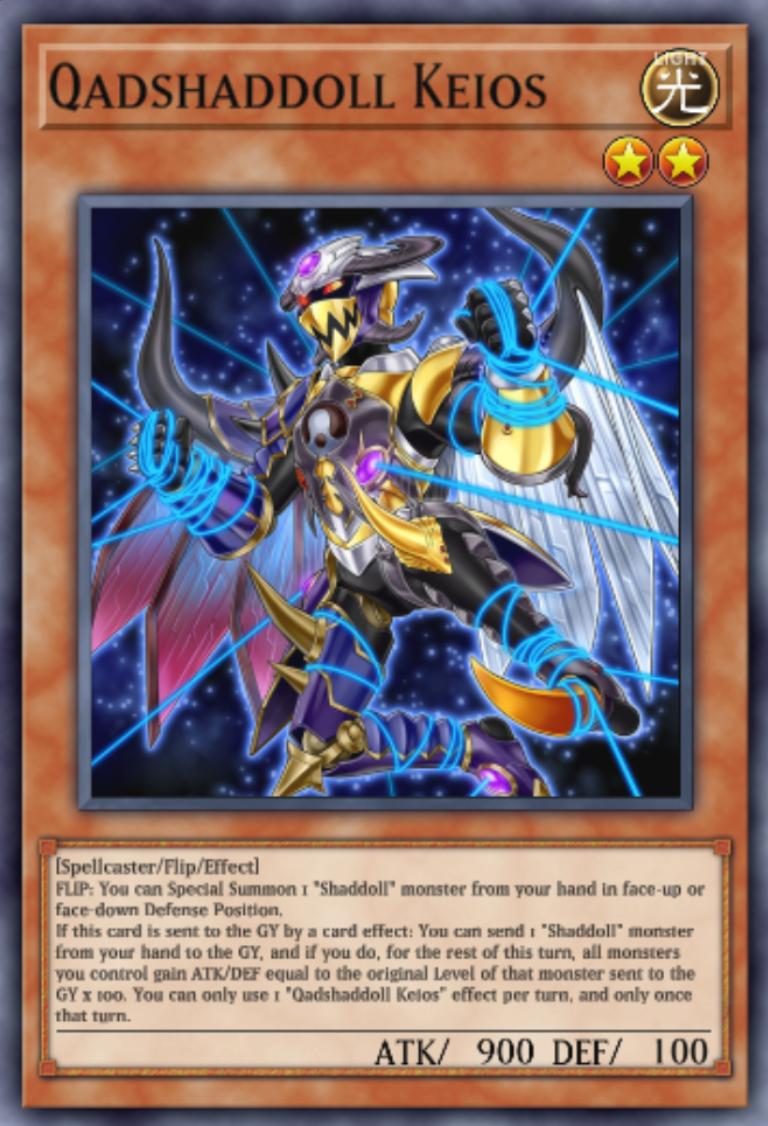 Qadshaddoll Keios
LIGHT
光
[Spellcaster/Flip/Effect]
FLIP: You can Special Summon 1 "Shaddoll" monster from your hand in face-up or
face-down Defense Position.
If this card is sent to the GY by a card effect: You can send 1 "Shaddoll" monster
from your hand to the GY, and if you do, for the rest of this turn, all monsters
you control gain ATK/DEF equal to the original Level of that monster sent to the
GY x 100. You can only use 1 "Qadshaddoll Keios" effect per turn, and only once
that turn.
ATK/ 900 DEF/ 100